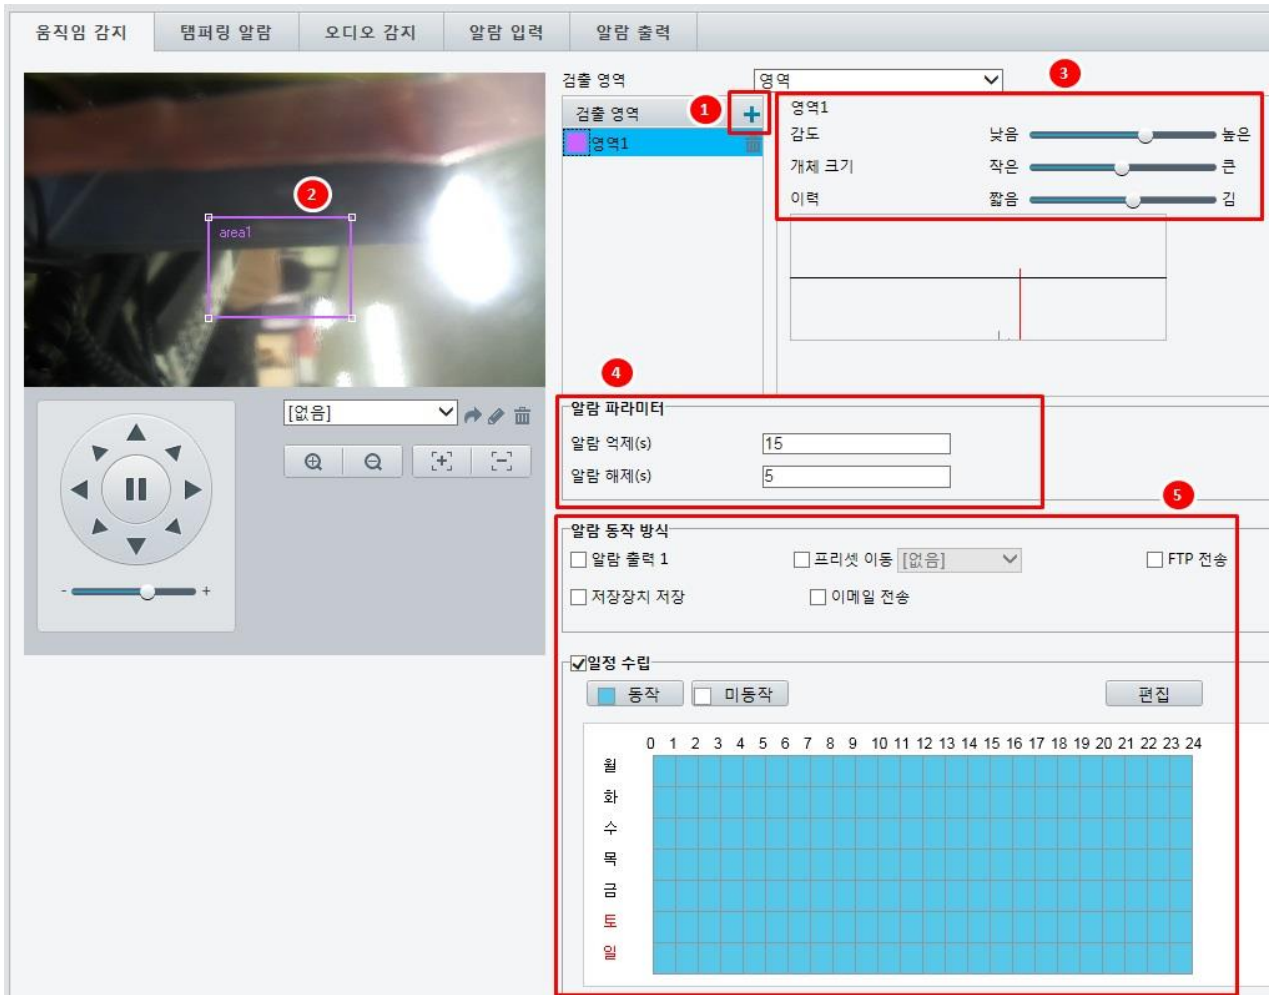 움직임 감지 탬퍼링 알람 오디오 감지 알람 입력 알람 출력
검출 영역 영역
3
검출 영역 1 +
영역1
영역1
감도 낮음 높은
개체 크기 작은 큰
이력 짧음 김
2
area1
4
[없음]
알람 파라미터
알람 억제(s) 15
알람 해제(s) 5
- +
5
알람 동작 방식
알람 출력 1 프리셋 이동 [없음] FTP 전송
저장장치 저장 이메일 전송
일정 수립
동작 미동작 편집
0 1 2 3 4 5 6 7 8 9 10 11 12 13 14 15 16 17 18 19 20 21 22 23 24
월
화
수
목
금
토
일